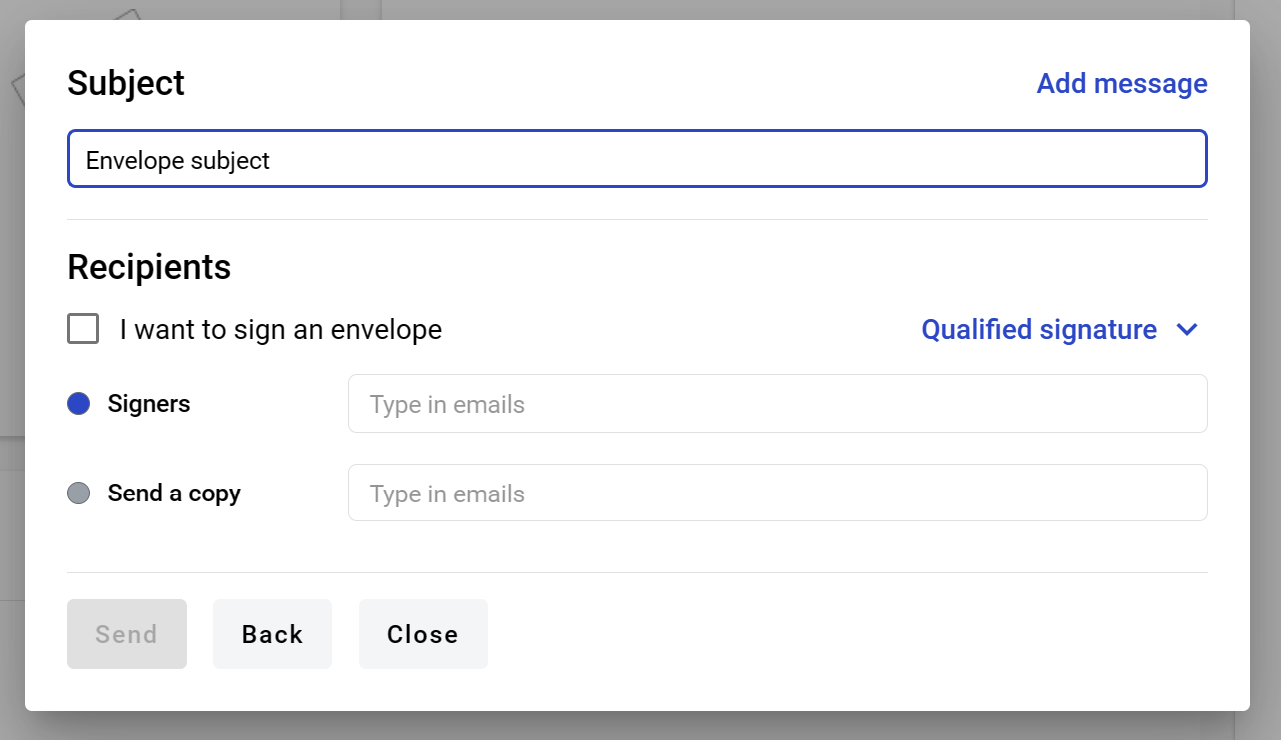 Subject
Add message
Envelope subject
Recipients
I want to sign an envelope
Qualified signature
Signers
Type in emails
Send a copy
Type in emails
Send
Back
Close